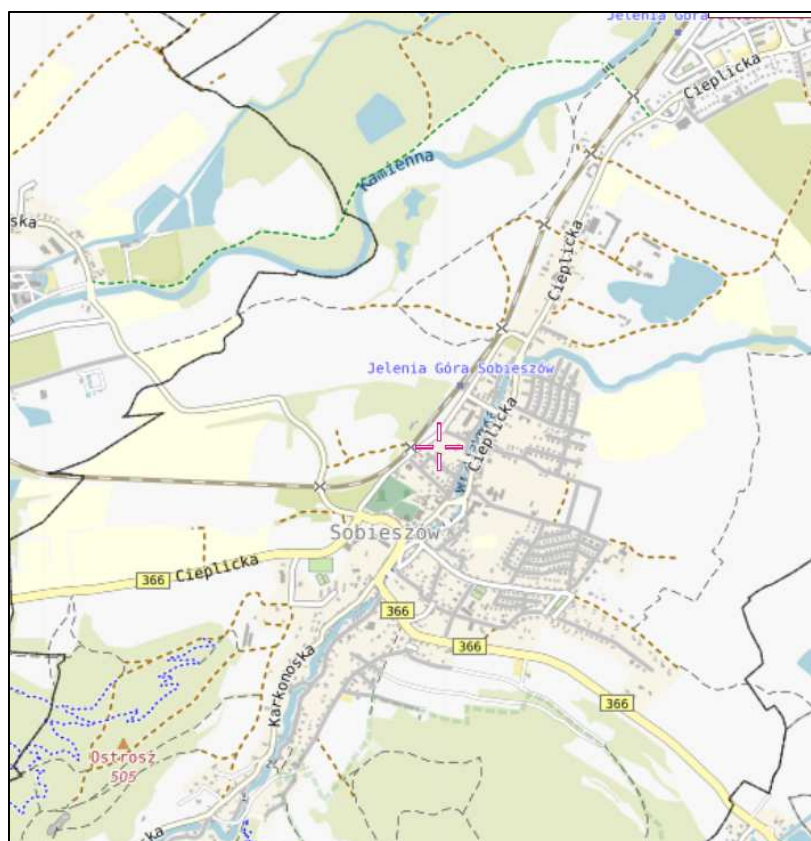 Jelenia Góra
Cieplicka
Kamienna
ska
Cieplicka
Jelenia Góra Sobieszów
Cieplicka
Sobieszów
366
Cieplicka
366
366
366
Karkonoska
Ostrosz
505
ska